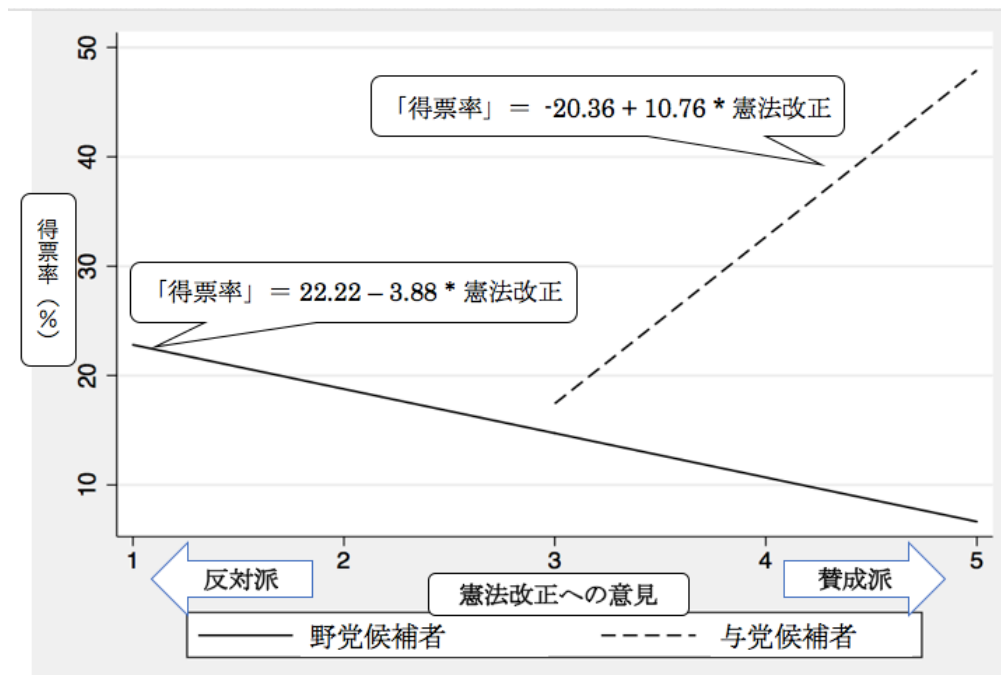 50
「得票率」＝ -20.36 + 10.76 * 憲法改正
40
得票率（%）
30
「得票率」＝ 22.22 – 3.88 * 憲法改正
20
10
1 2 3 4 5
反対派
賛成派
憲法改正への意見
野党候補者 与党候補者